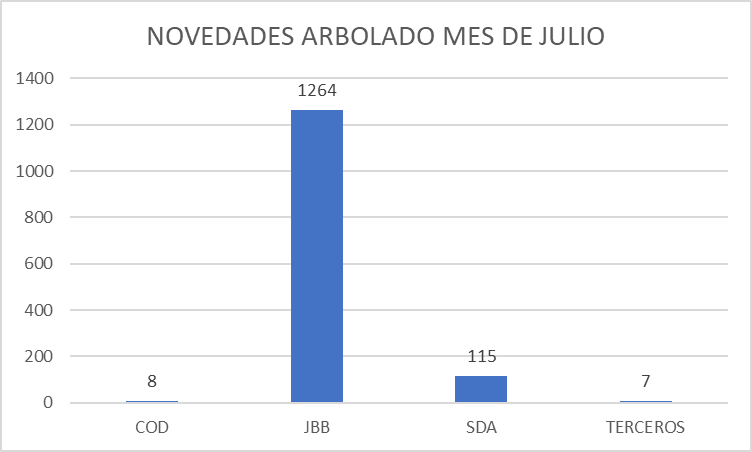 NOVEDADES ARBOLADO MES DE JULIO
1400
1200
1000
800
600
400
200
0
8
1264
115
7
COD
JBB
SDA
TERCEROS